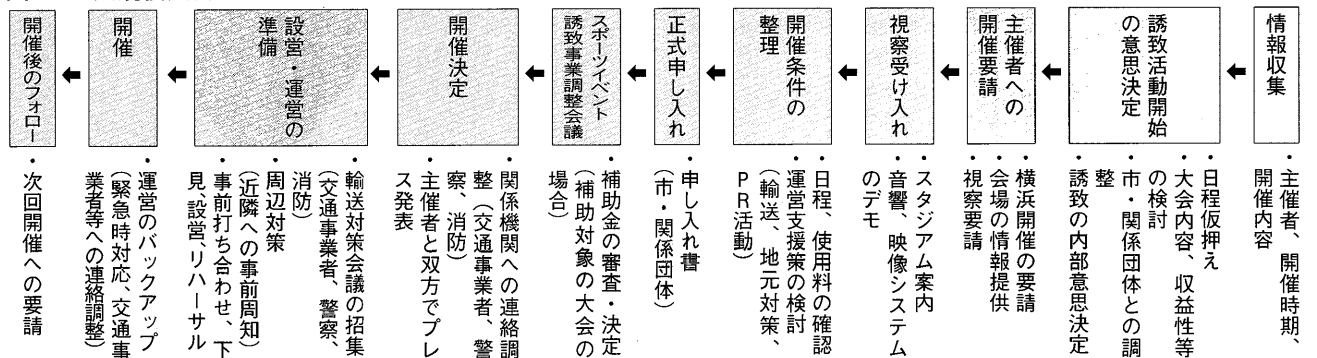 情報収集
・主催者、開催時期、
開催内容
誘致活動開始
の意思決定
・日程仮押え
・大会内容、収益性等
の検討
・市・関係団体との調
整
・誘致の内部意思決定
主催者への
開催要請
・横浜開催の要請
・会場の情報提供
・視察要請
視察受け入れ
・スタジアム案内
・音響、映像システム
のデモ
開催条件の
整理
・日程、使用料の確認
・運営支援策の検討
(輸送、地元対策、
PR活動)
正式申し入れ
・申し入れ書
(市・関係団体)
スポーツイベント
誘致事業調整会議
・補助金の審査・決定
(補助対象の大会の
場合)
開催決定
・関係機関への連絡調
整(交通事業者、警
察、消防)
・主催者と双方でプレ
ス発表
設営・運営の
準備
・輸送対策会議の招集
(交通事業者、警察、
消防)
・周辺対策
(近隣への事前周知)
・事前打ち合わせ、下
見、設営、リハーサル
開催
・運営のバックアップ
(緊急時対応、交通事
業者等への連絡調整)
開催後のフォロー
・次回開催への要請